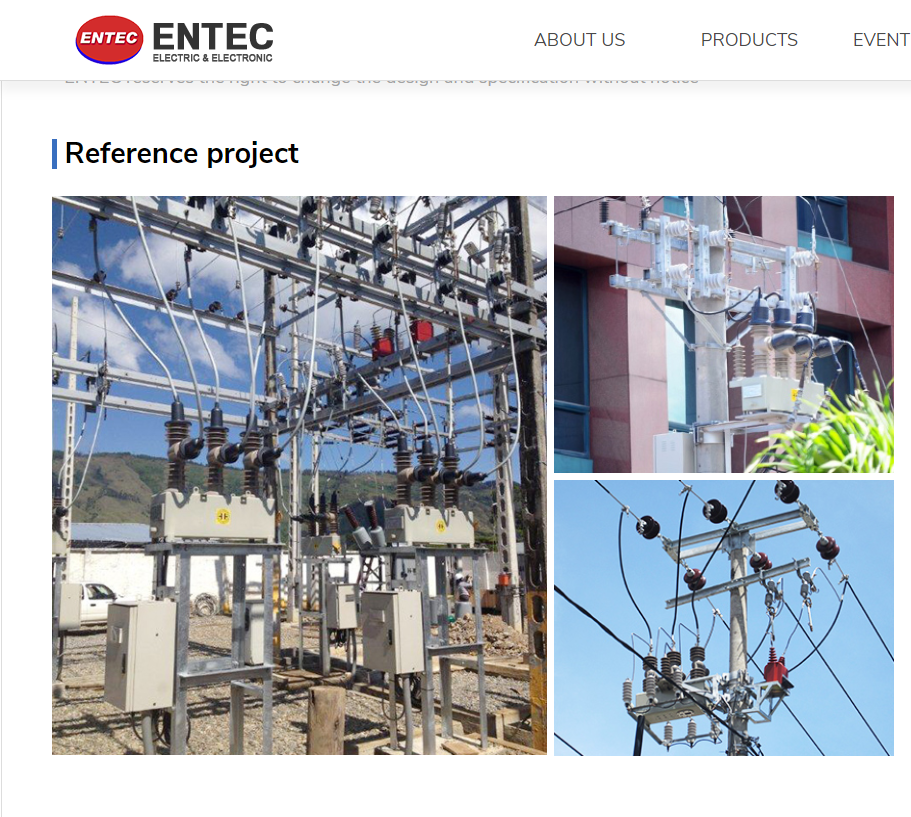 ENTEC
ENTEC
ELECTRIC & ELECTRONIC
ABOUT US
PRODUCTS
EVENT
ENTEC reserves the right to change the design and specification without notice
Reference project